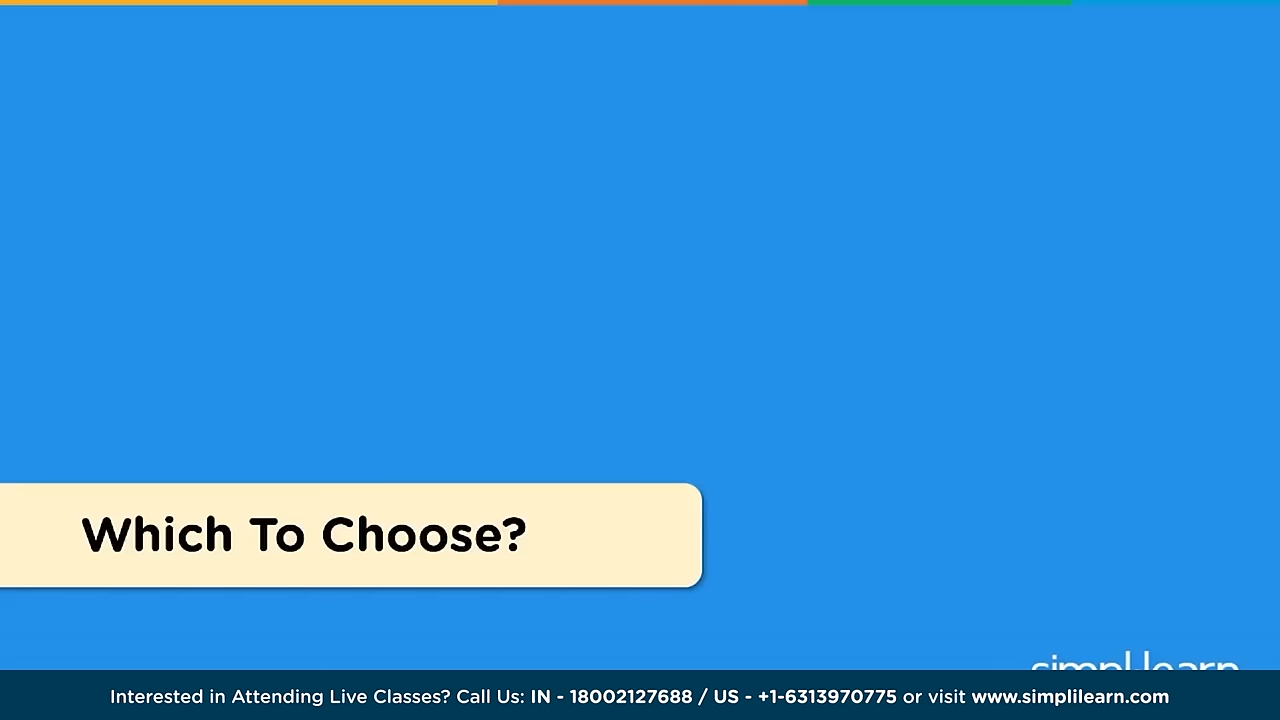 Which To Choose?
simplilearn
Interested in Attending Live Classes? Call Us: IN - 18002127688 / US - +1-6313970775 or visit www.simplilearn.com